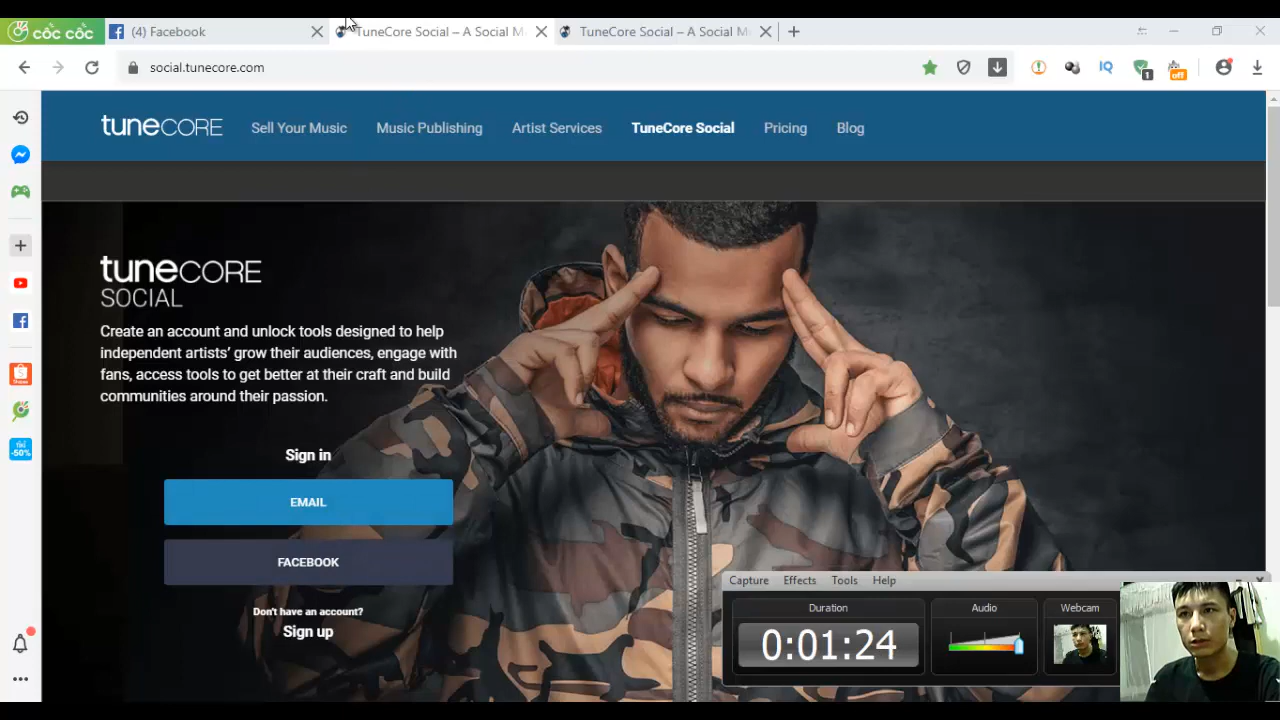 cốc cốc
(4) Facebook
TuneCore Social – A Social M
TuneCore Social – A Social M
social.tunecore.com
IQ
1
off
tuneCORE
Sell Your Music
Music Publishing
Artist Services
TuneCore Social
Pricing
Blog
tuneCORE
SOCIAL
Create an account and unlock tools designed to help
independent artists’ grow their audiences, engage with
fans, access tools to get better at their craft and build
communities around their passion.
Sign in
EMAIL
FACEBOOK
Don't have an account?
Sign up
-50%
Capture
Effects
Tools
Help
Duration
0:01:24
Audio
Webcam